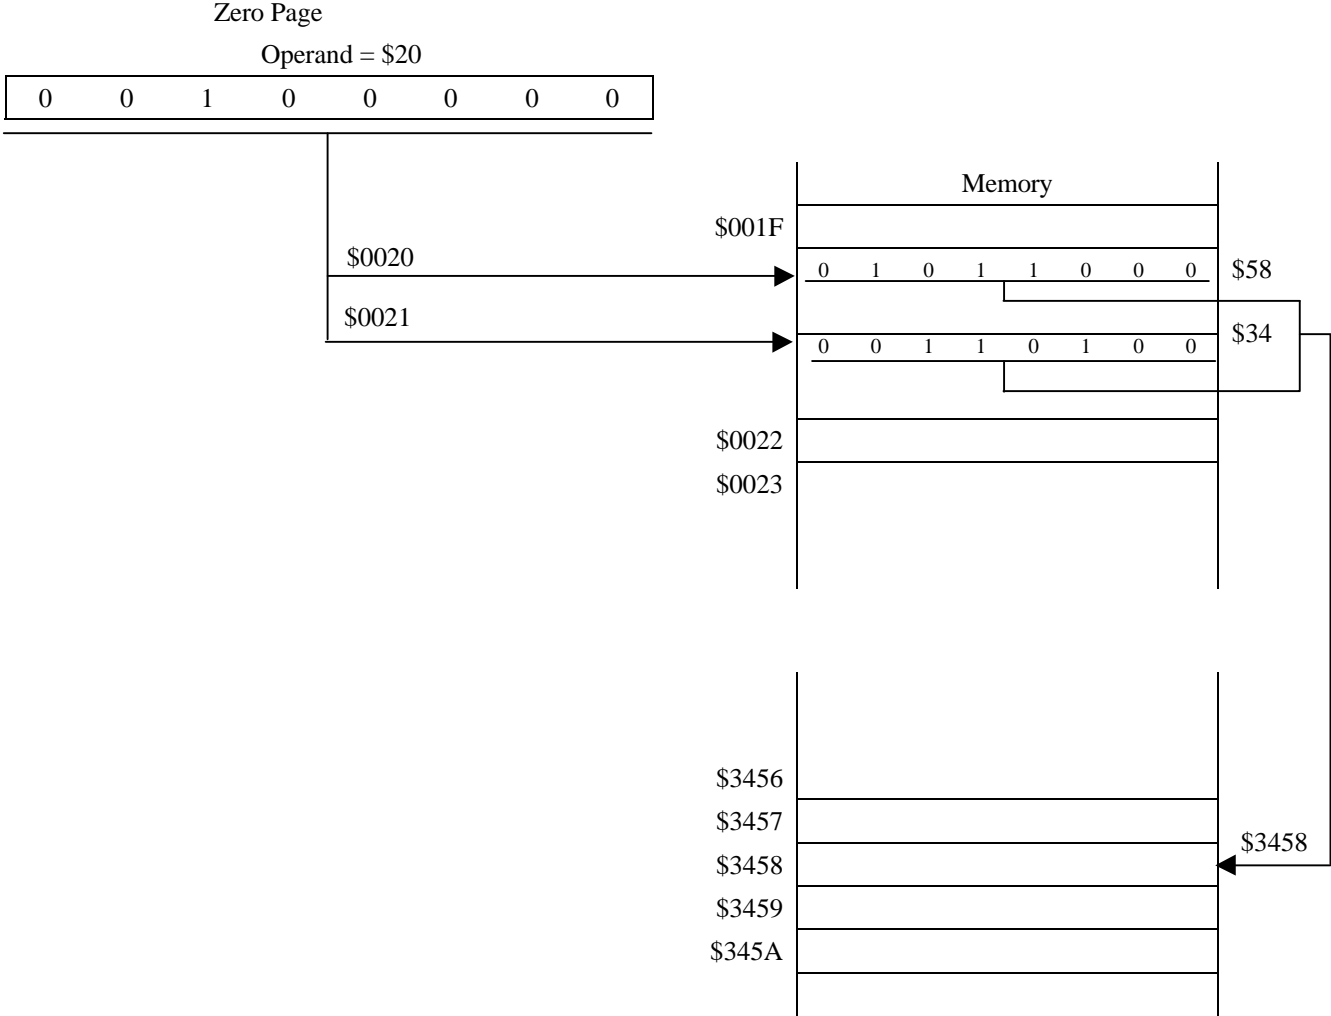 Zero Page
Operand = $20
0 0 1 0 0 0 0 0
Memory
$001F
$0020
0 1 0 1 1 0 0 0
$58
$0021
0 0 1 1 0 1 0 0
$34
$0022
$0023
$3456
$3457
$3458
$3458
$3459
$345A